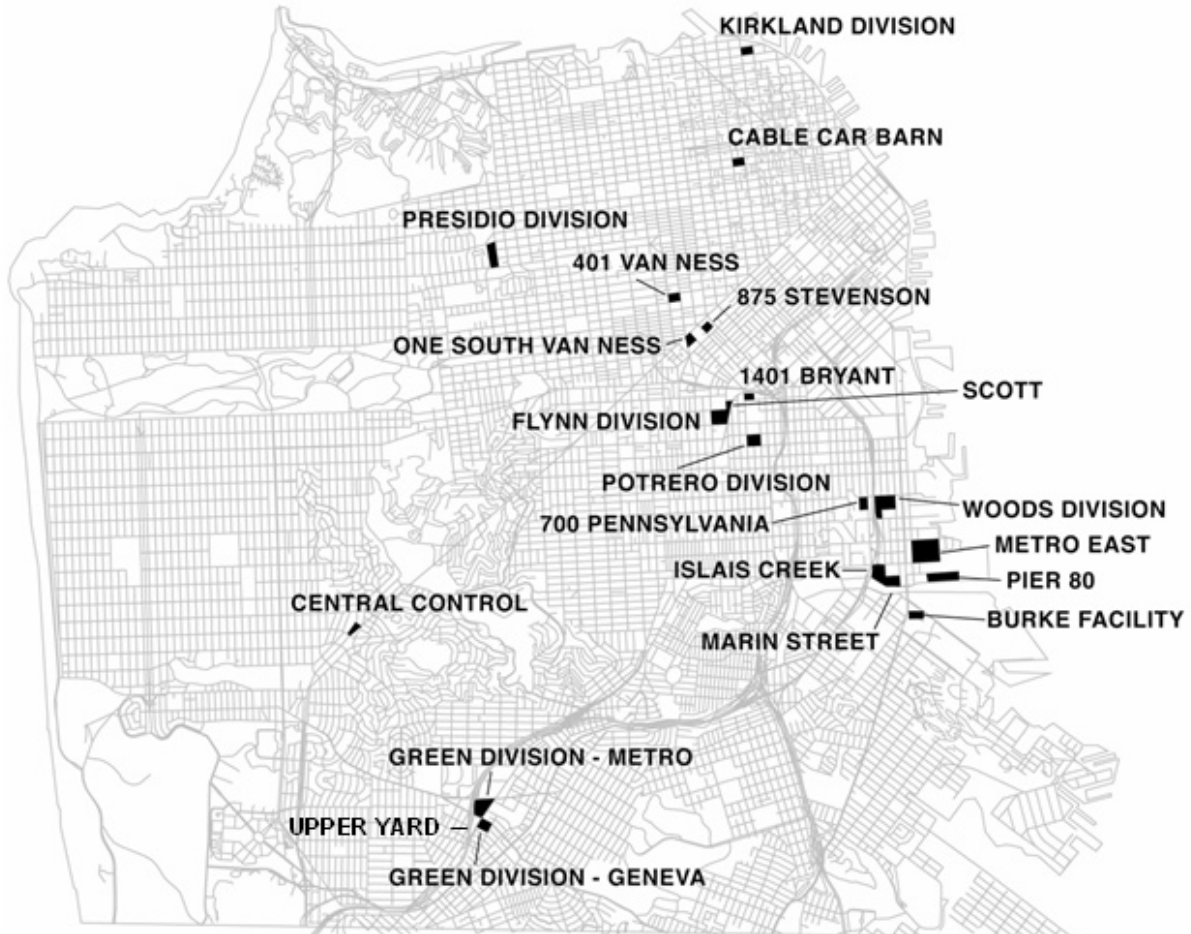 KIRKLAND DIVISION
CABLE CAR BARN
PRESIDIO DIVISION
401 VAN NESS
875 STEVENSON
ONE SOUTH VAN NESS
1401 BRYANT
SCOTT
FLYNN DIVISION
POTRERO DIVISION
WOODS DIVISION
700 PENNSYLVANIA
METRO EAST
ISLAIS CREEK
PIER 80
CENTRAL CONTROL
BURKE FACILITY
MARIN STREET
GREEN DIVISION - METRO
UPPER YARD
GREEN DIVISION - GENEVA